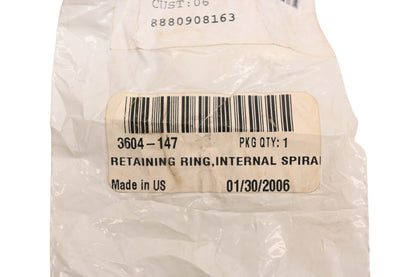 CUST:06
8880908163
3604-147 PKG QTY: 1
RETAINING RING,INTERNAL SPIRAL
Made in US 01/30/2006